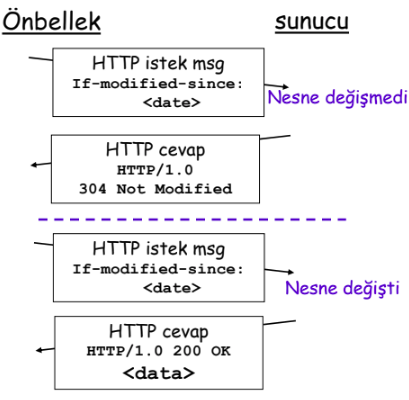 Önbellek
sunucu
HTTP istek msg
If-modified-since:
<date>
Nesne değişmedi
HTTP cevap
HTTP/1.0
304 Not Modified
HTTP istek msg
If-modified-since:
<date>
Nesne değişti
HTTP cevap
HTTP/1.0 200 OK
<data>